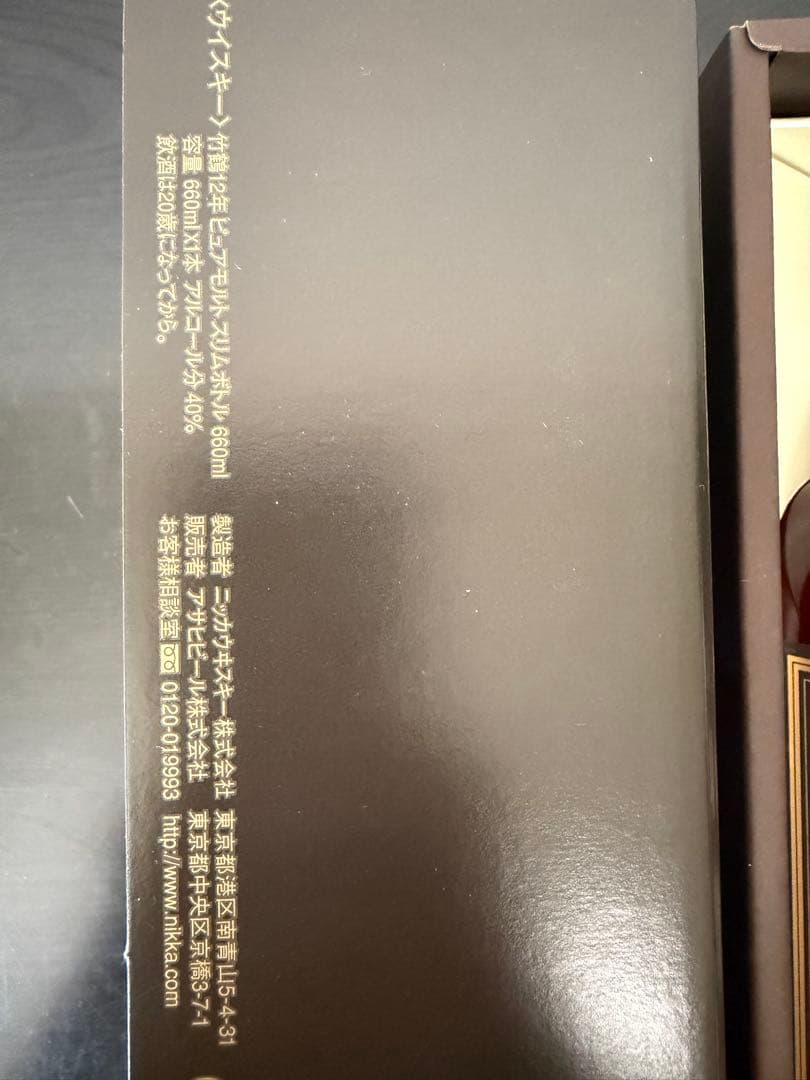 〈ウイスキー〉竹鶴12年 ピュアモルト スリムボトル 660ml
容量 660ml×1本 アルコール分 40%
飲酒は20歳になってから。
製造者 ニッカウヰスキー株式会社 東京都港区南青山5-4-31
販売者 アサヒビール株式会社 東京都中央区京橋3-7-1
お客様相談室 0120-019993 http://www.nikka.com